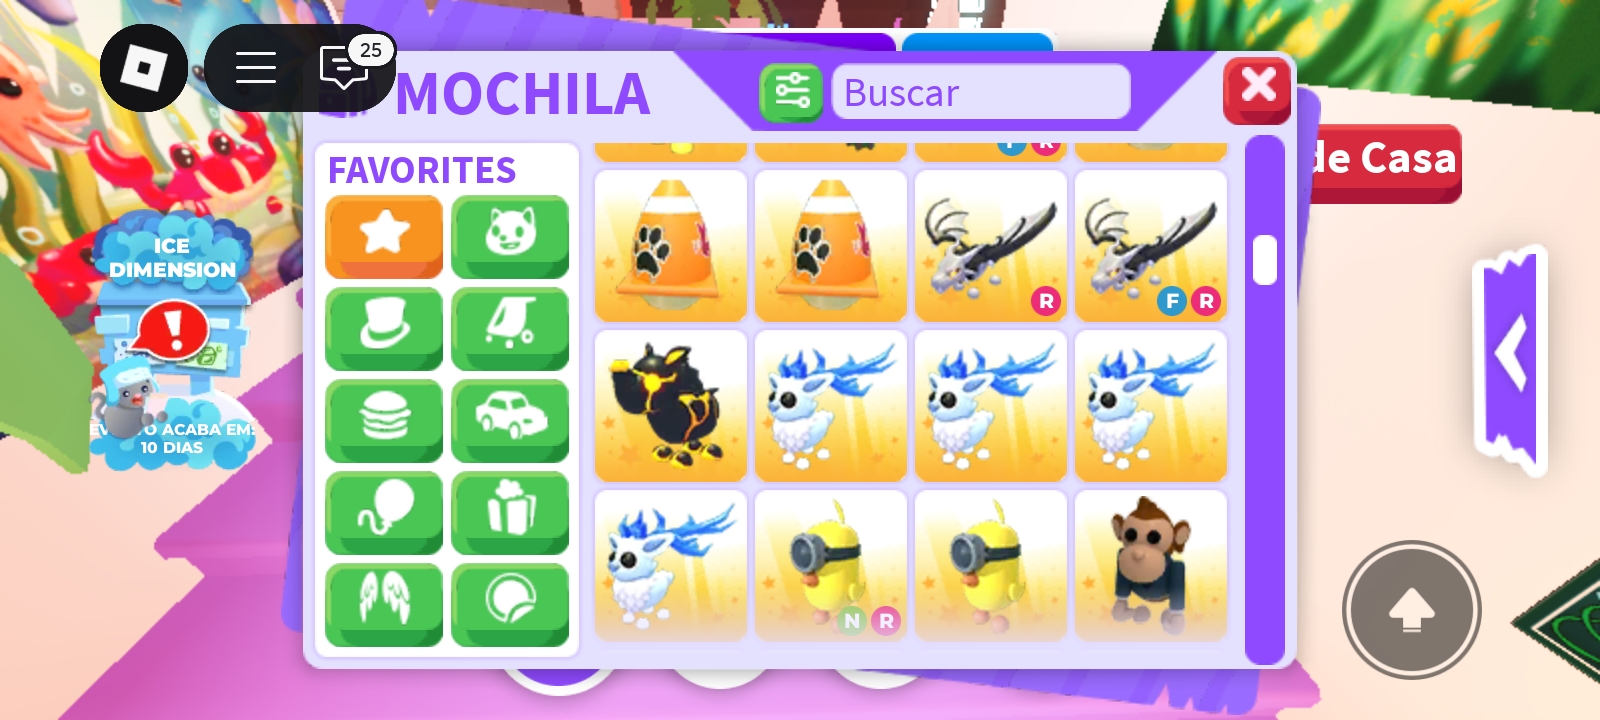 25
MOCHILA
Buscar
FAVORITES
de Casa
R
F R
ICE
DIMENSION
!
ACABA EM:
10 DIAS
N R